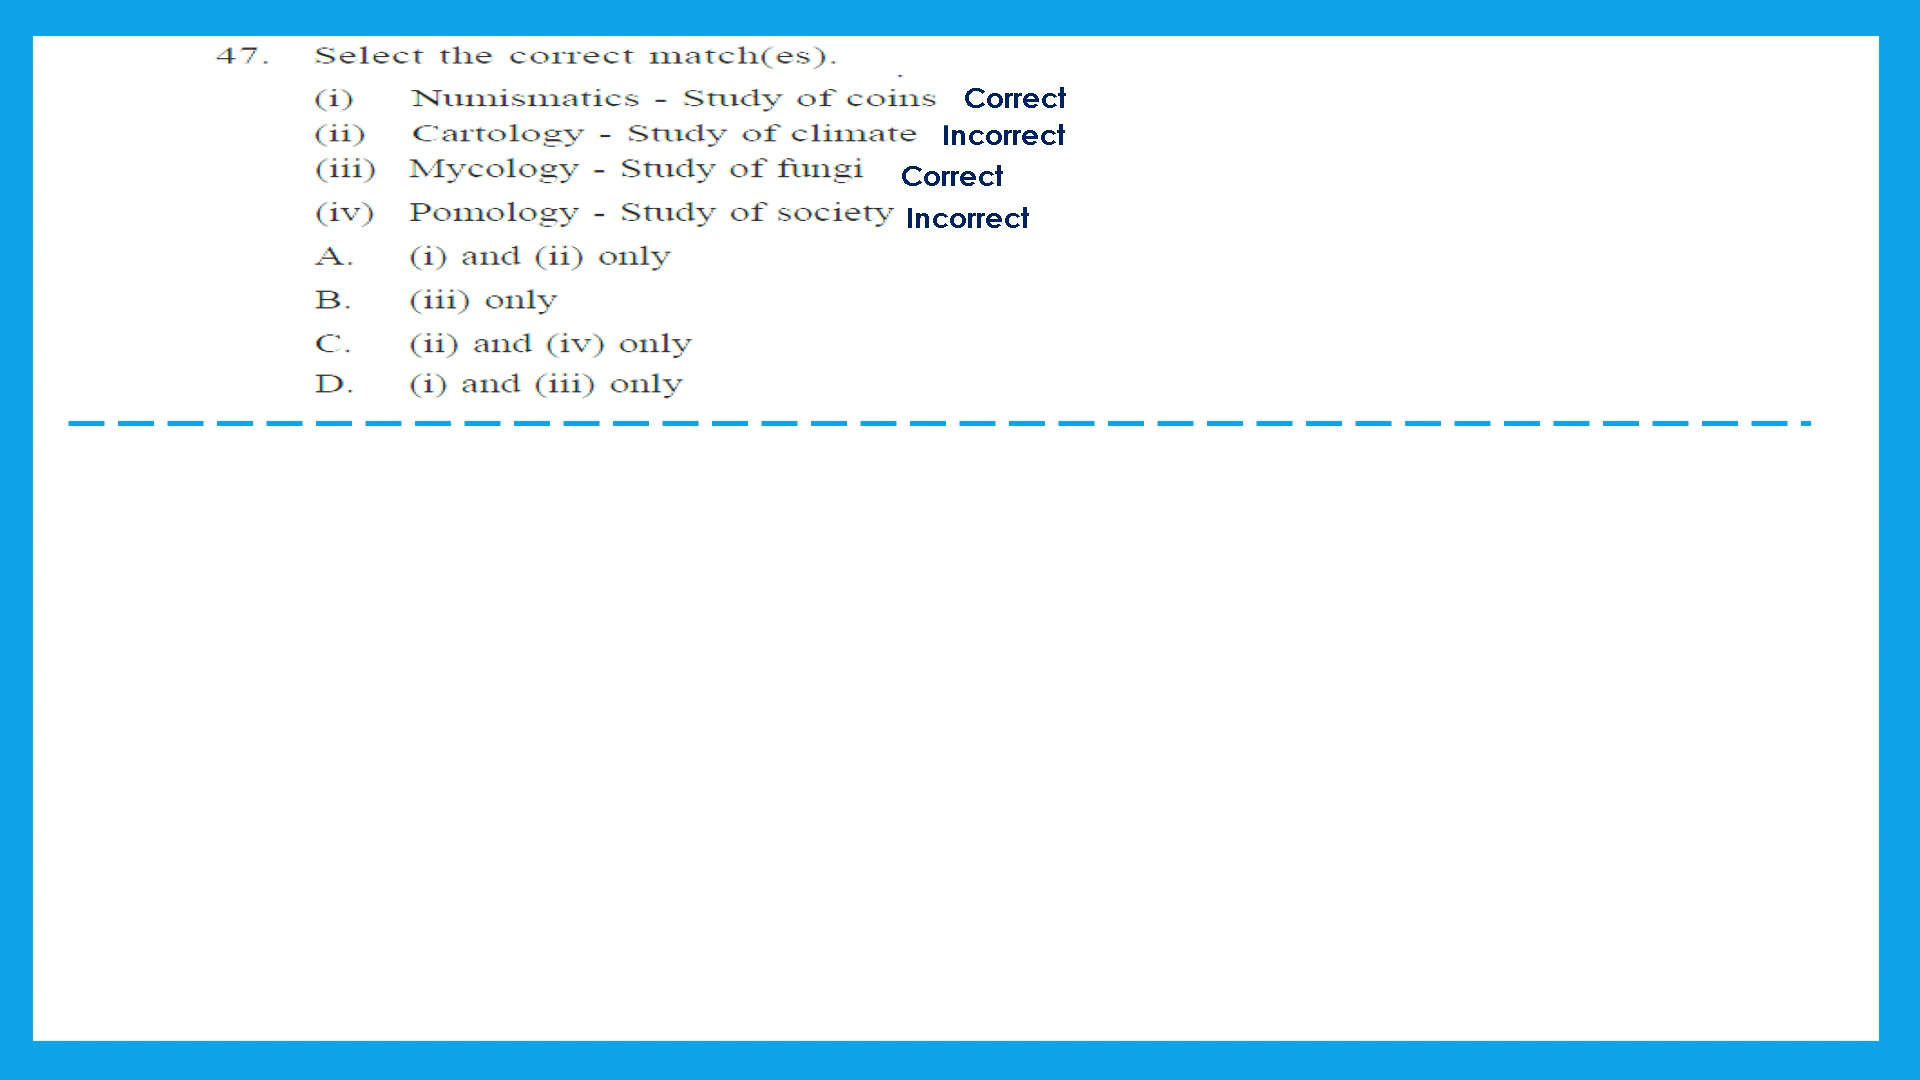 47. Select the correct match(es).
(i) Numismatics - Study of coins Correct
(ii) Cartology - Study of climate Incorrect
(iii) Mycology - Study of fungi Correct
(iv) Pomology - Study of society Incorrect
A. (i) and (ii) only
B. (iii) only
C. (ii) and (iv) only
D. (i) and (iii) only